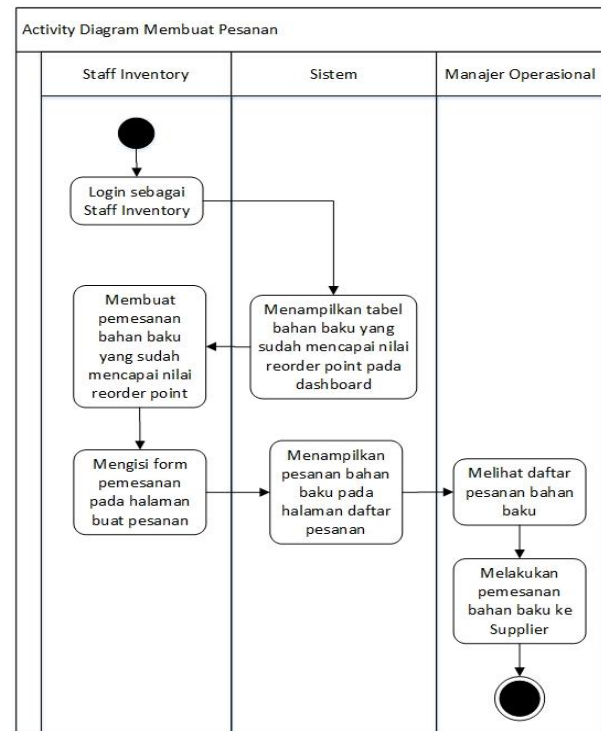 Activity Diagram Membuat Pesanan
Staff Inventory
Sistem
Manajer Operasional
Login sebagai
Staff Inventory
Menampilkan tabel
bahan baku yang
sudah mencapai nilai
reorder point pada
dashboard
Membuat
pemesanan
bahan baku
yang sudah
mencapai nilai
reorder point
Mengisi form
pemesanan
pada halaman
buat pesanan
Menampilkan
pesanan bahan
baku pada
halaman daftar
pesanan
Melihat daftar
pesanan bahan
baku
Melakukan
pemesanan
bahan baku ke
Supplier